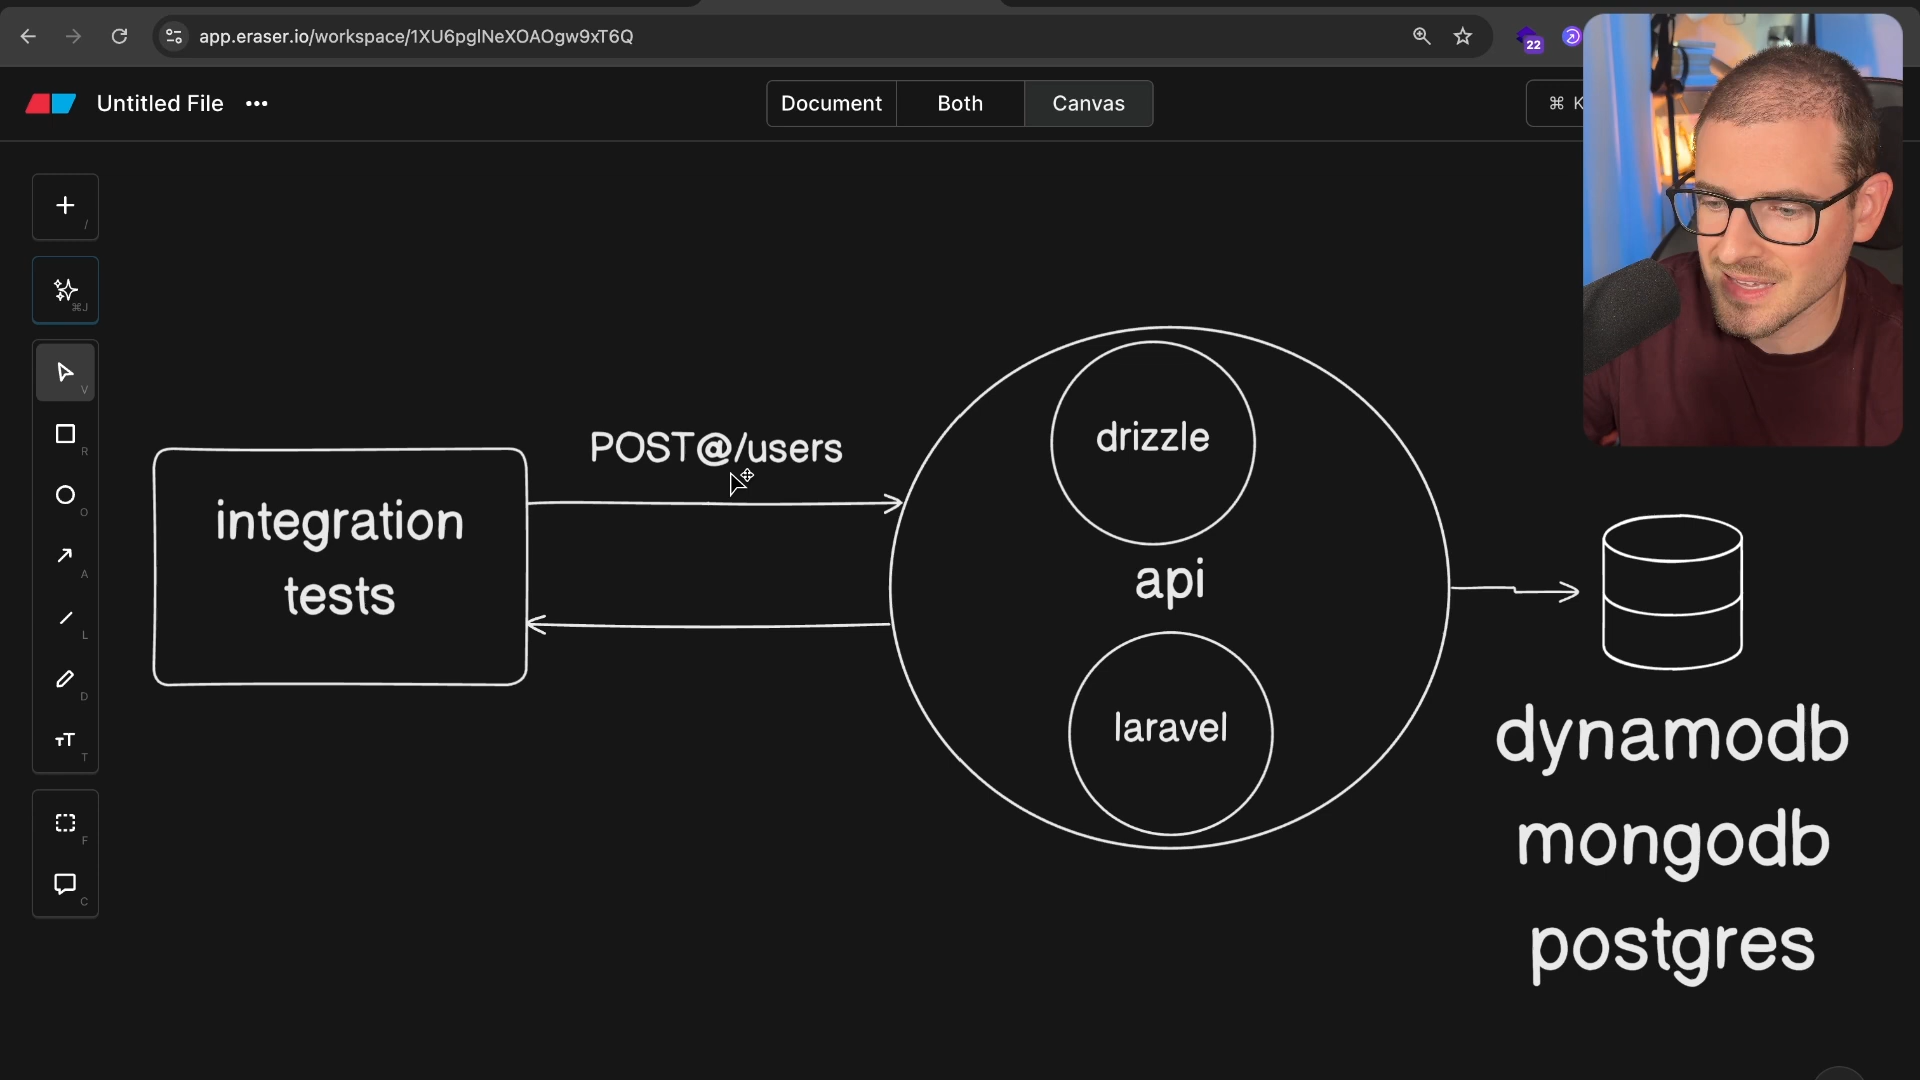 app.eraser.io/workspace/1XU6pglNeXOAOgw9xT6Q
22
Untitled File
Document
Both
Canvas
⌘ K
/
⌘J
V
R
O
A
L
D
T
F
C
integration
tests
POST@/users
drizzle
api
laravel
dynamodb
mongodb
postgres